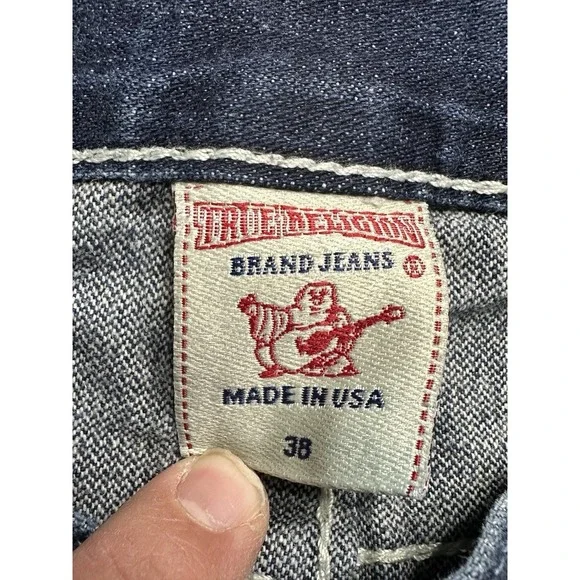 TRUE RELIGION
BRAND JEANS ®
MADE IN USA
38